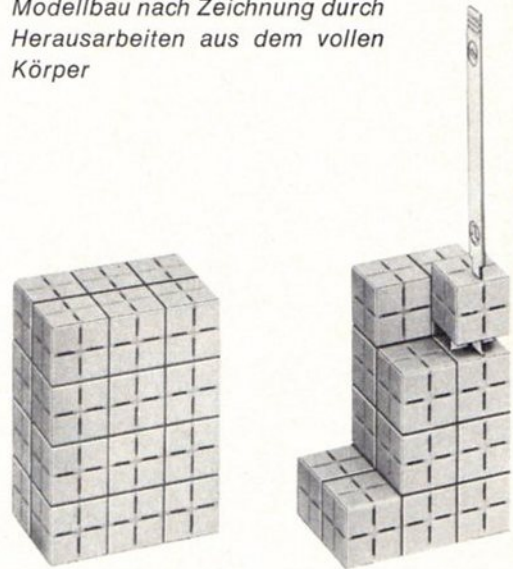 Modellbau nach Zeichnung durch
Herausarbeiten aus dem vollen
Körper